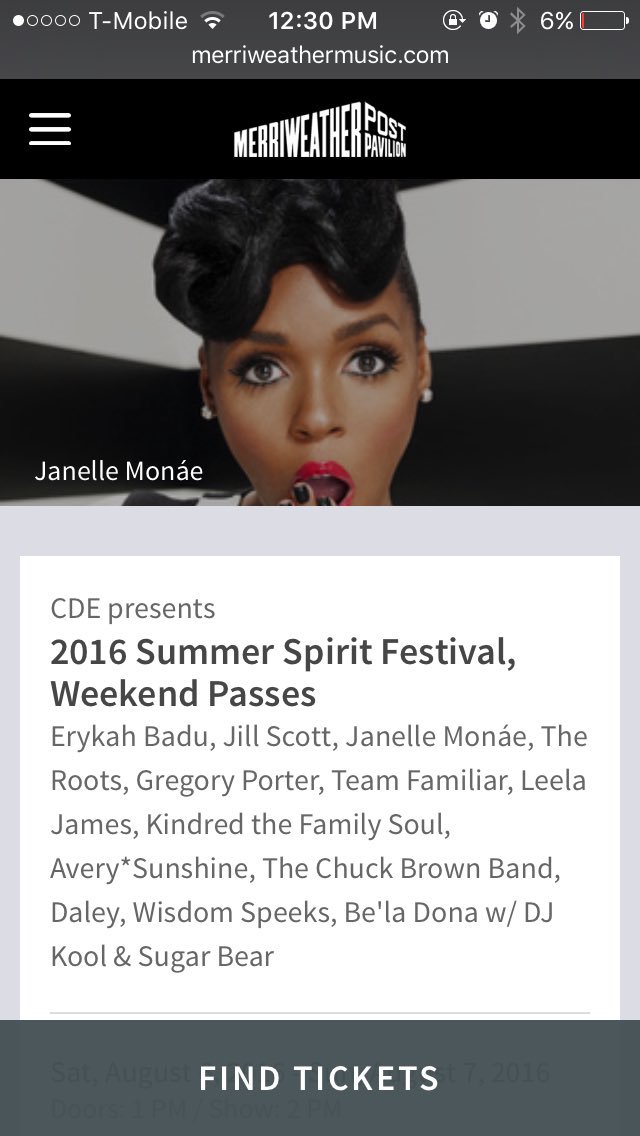 T-Mobile 12:30 PM 6%
merriweathermusic.com
MERRIWEATHER POST PAVILION
Janelle Monáe
CDE presents
2016 Summer Spirit Festival,
Weekend Passes
Erykah Badu, Jill Scott, Janelle Monáe, The
Roots, Gregory Porter, Team Familiar, Leela
James, Kindred the Family Soul,
Avery*Sunshine, The Chuck Brown Band,
Daley, Wisdom Speeks, Be'la Dona w/ DJ
Kool & Sugar Bear
Sat, August 7, 2016
FIND TICKETS
Doors: 1 PM / Show: 2 PM